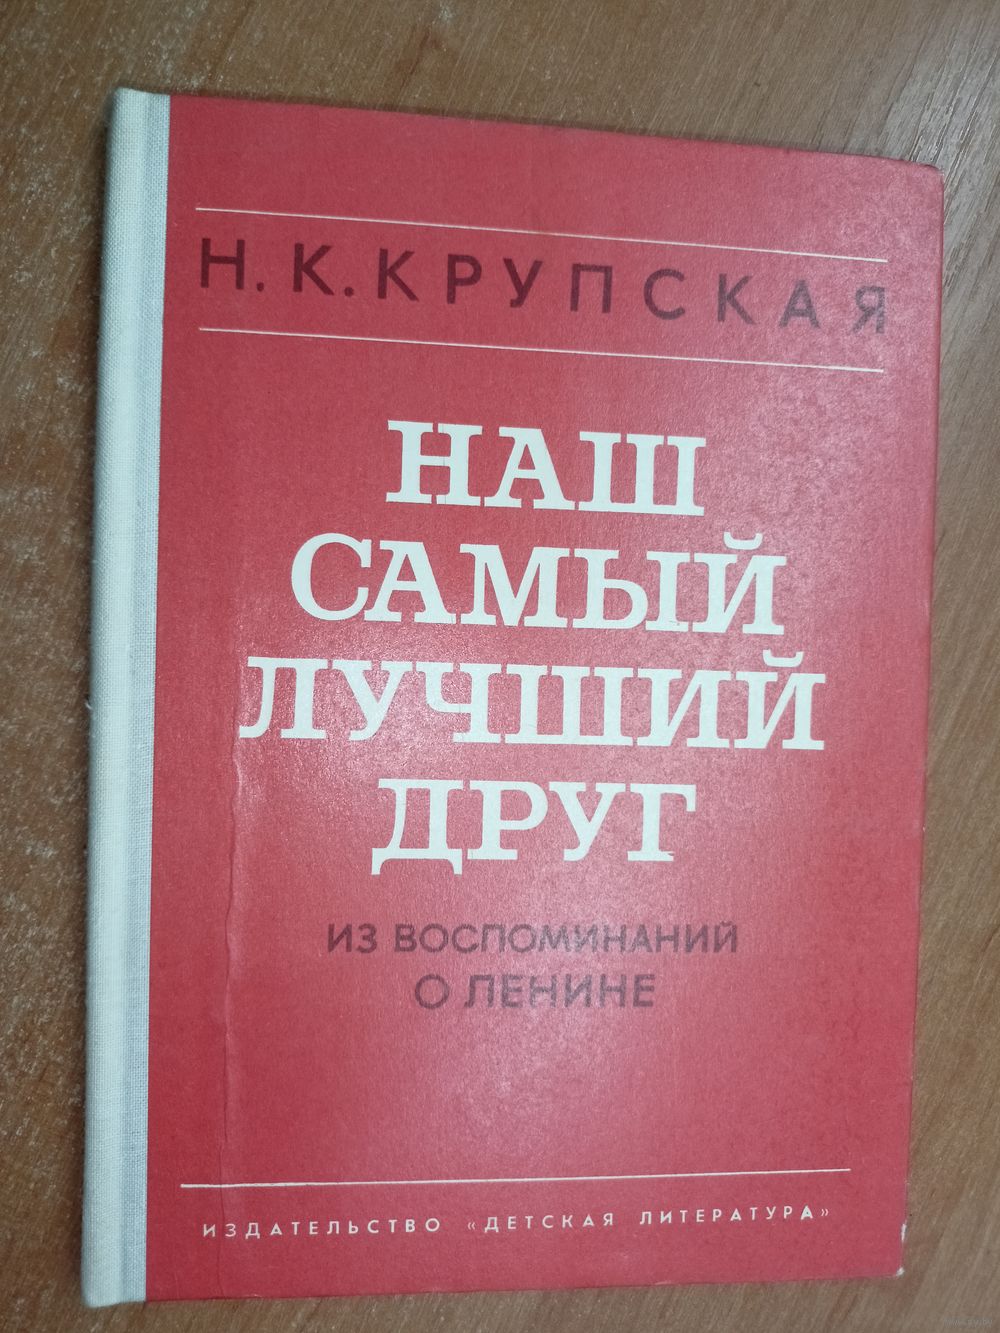 Н. К. КРУПСКАЯ
НАШ
САМЫЙ
ЛУЧШИЙ
ДРУГ
ИЗ ВОСПОМИНАНИЙ
О ЛЕНИНЕ
ИЗДАТЕЛЬСТВО «ДЕТСКАЯ ЛИТЕРАТУРА»